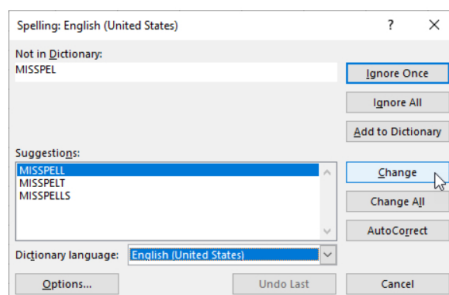 Spelling: English (United States) ? ×
Not in Dictionary:
MISSPEL
Ignore Once
Ignore All
Add to Dictionary
Suggestions:
MISSPELL
MISSPELT
MISSPELLS
Change
Change All
AutoCorrect
Dictionary language: English (United States)
Options... Undo Last Cancel